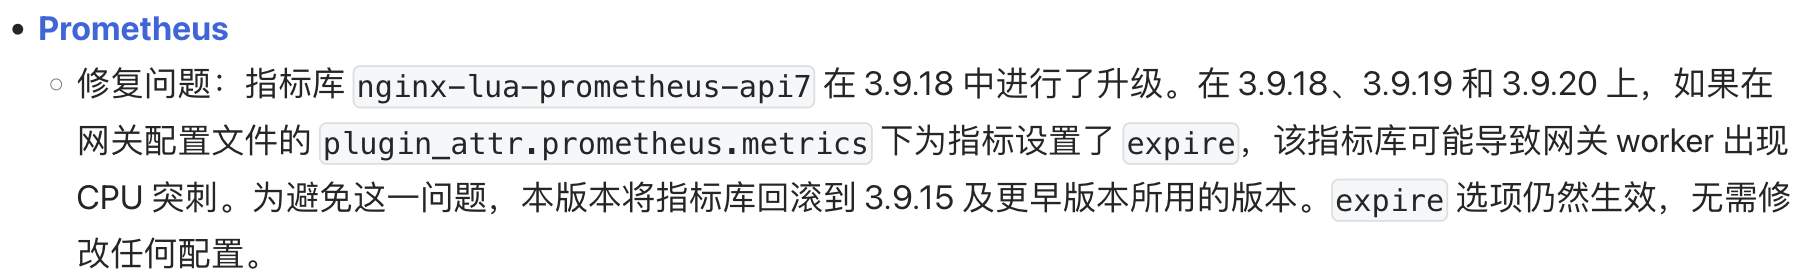 Prometheus
修复问题：指标库 nginx-lua-prometheus-api7 在 3.9.18 中进行了升级。在 3.9.18、3.9.19 和 3.9.20 上，如果在
网关配置文件的 plugin_attr.prometheus.metrics 下为指标设置了 expire，该指标库可能导致网关 worker 出现
CPU 突刺。为避免这一问题，本版本将指标库回滚到 3.9.15 及更早版本所用的版本。expire 选项仍然生效，无需修
改任何配置。